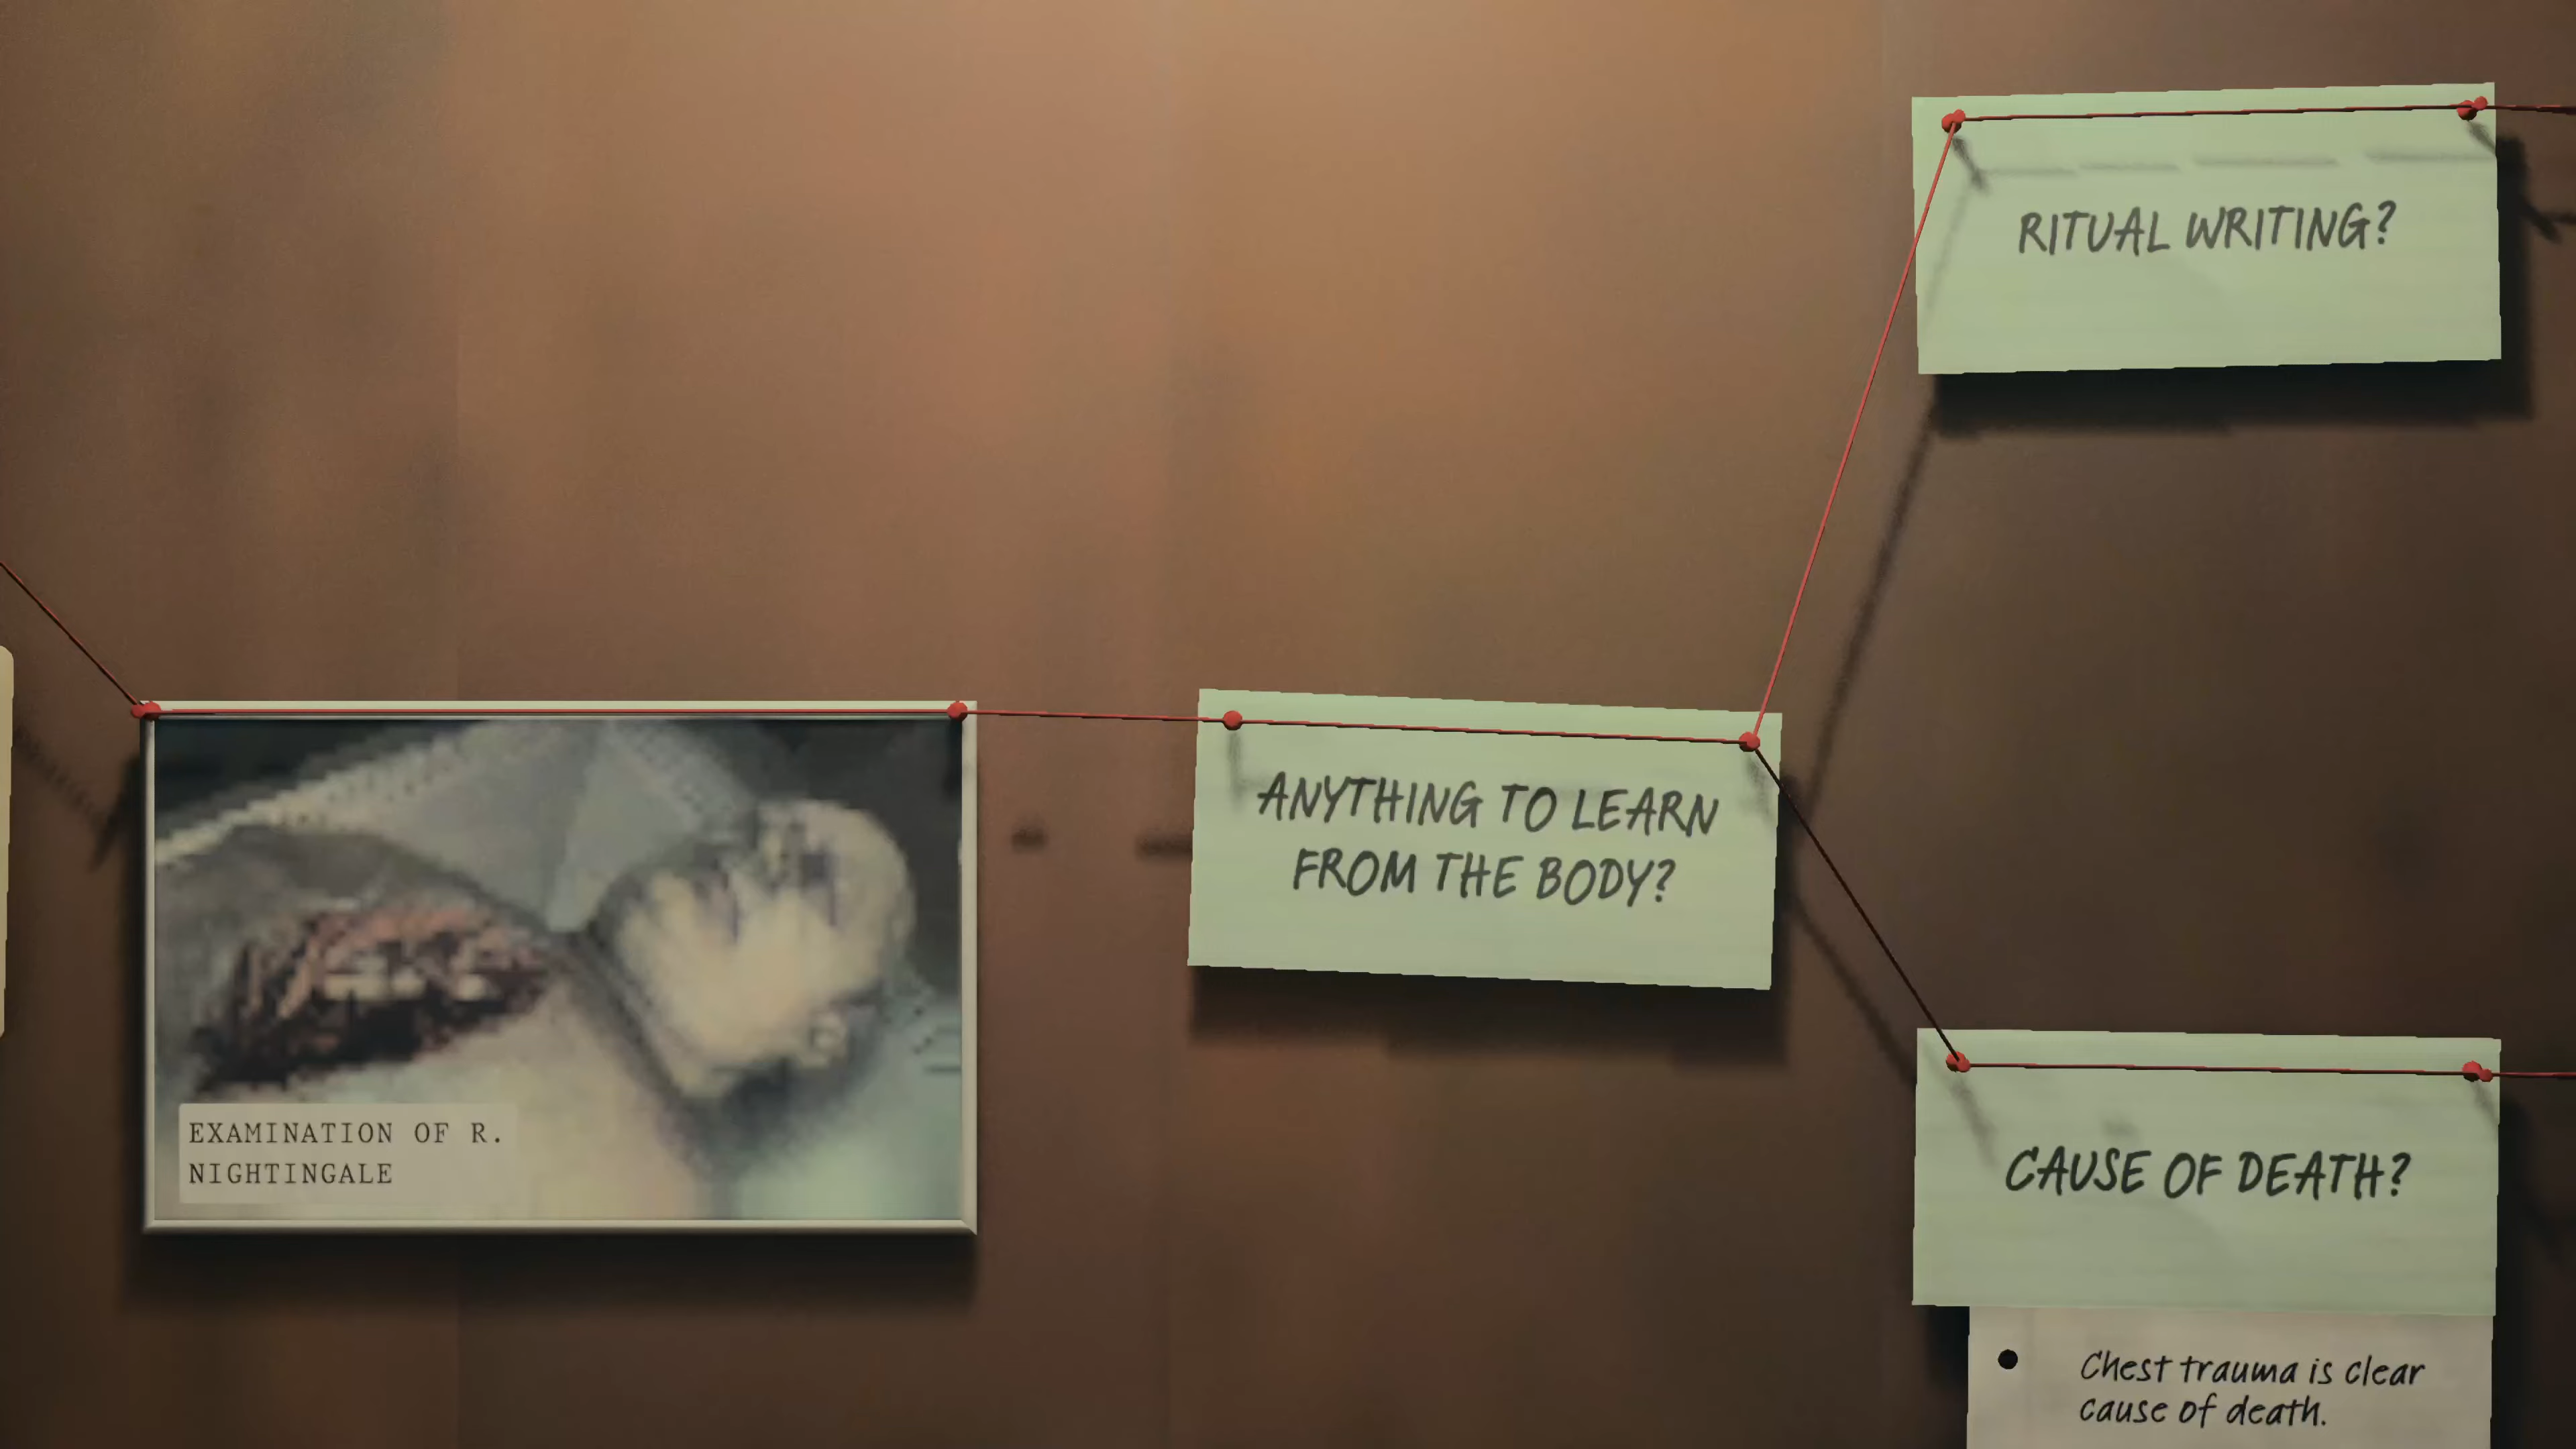 RITUAL WRITING?
ANYTHING TO LEARN
FROM THE BODY?
EXAMINATION OF R.
NIGHTINGALE
CAUSE OF DEATH?
Chest trauma is clear
cause of death.